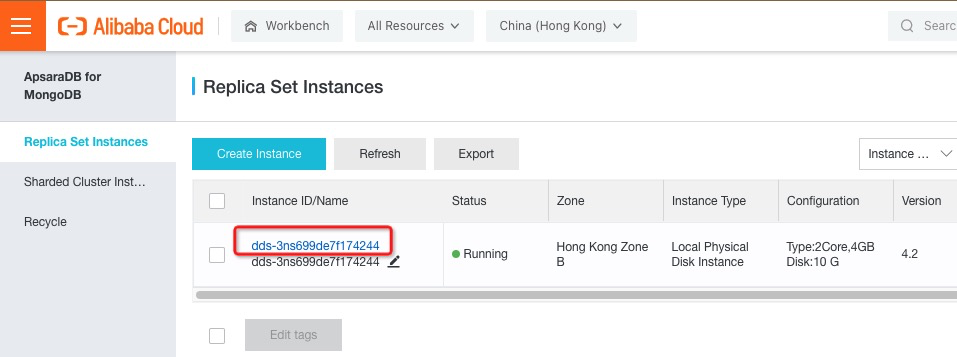 Alibaba Cloud
Workbench
All Resources
China (Hong Kong)
Searc
ApsaraDB for
MongoDB
Replica Set Instances
Sharded Cluster Inst...
Recycle
Replica Set Instances
Create Instance
Refresh
Export
Instance ...
Instance ID/Name
Status
Zone
Instance Type
Configuration
Version
dds-3ns699de7f174244
dds-3ns699de7f174244
Running
Hong Kong Zone
B
Local Physical
Disk Instance
Type:2Core,4GB
Disk:10 G
4.2
Edit tags